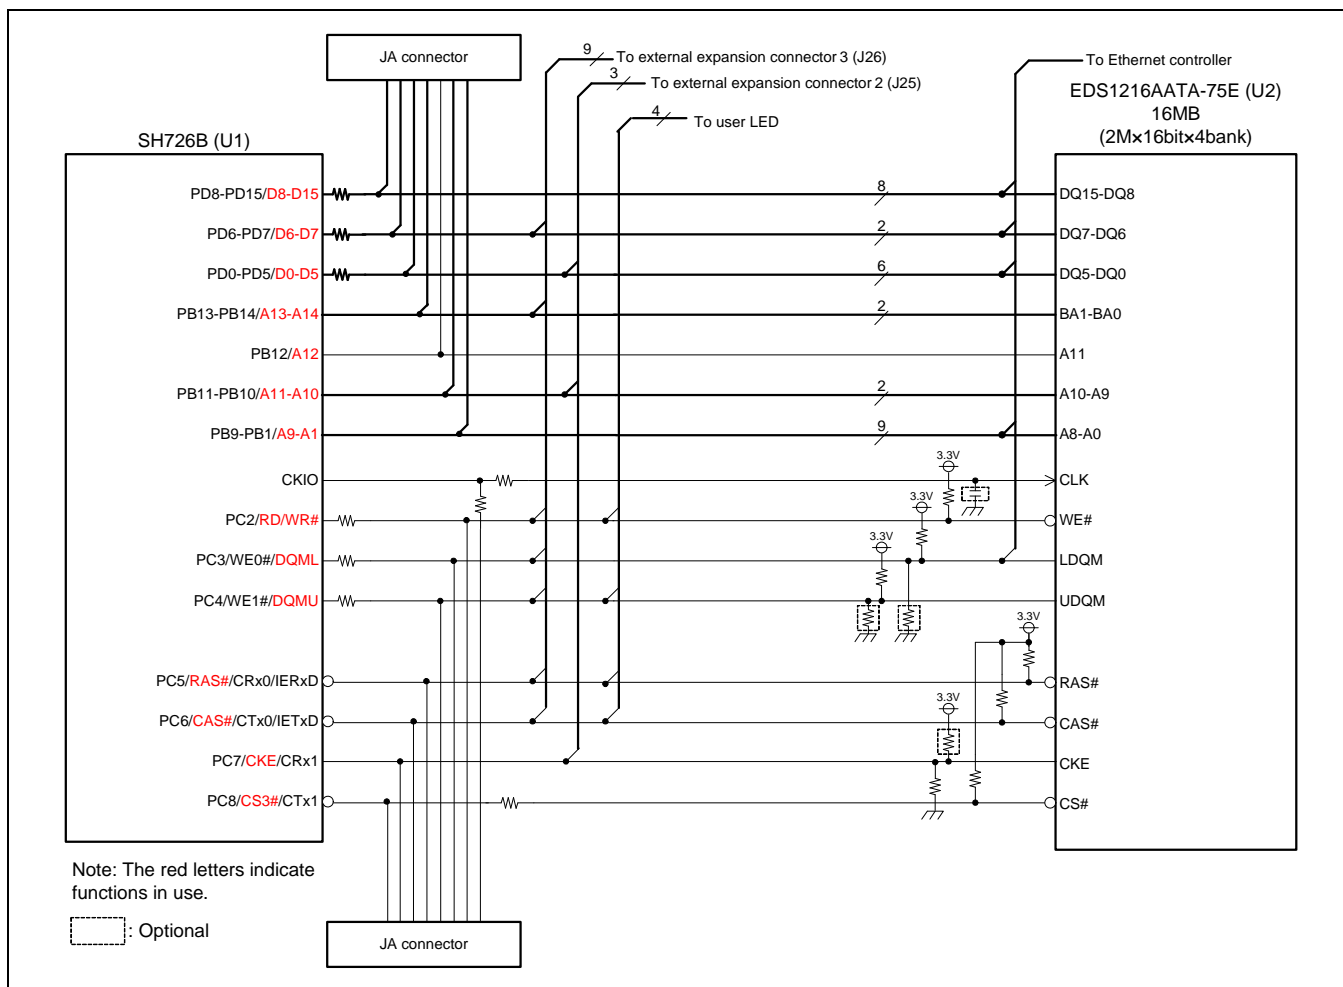 JA connector
9 To external expansion connector 3 (J26)
3 To external expansion connector 2 (J25)
4 To user LED
To Ethernet controller
SH726B (U1)
EDS1216AATA-75E (U2)
16MB
(2M×16bit×4bank)
PD8-PD15/D8-D15 8 DQ15-DQ8
PD6-PD7/D6-D7 2 DQ7-DQ6
PD0-PD5/D0-D5 6 DQ5-DQ0
PB13-PB14/A13-A14 2 BA1-BA0
PB12/A12 A11
PB11-PB10/A11-A10 2 A10-A9
PB9-PB1/A9-A1 9 A8-A0
3.3V
CKIO CLK
3.3V
PC2/RD/WR# WE#
3.3V
PC3/WE0#/DQML LDQM
PC4/WE1#/DQMU UDQM
3.3V
PC5/RAS#/CRx0/IERxD RAS#
3.3V
PC6/CAS#/CTx0/IETxD CAS#
PC7/CKE/CRx1 CKE
PC8/CS3#/CTx1 CS#
Note: The red letters indicate
functions in use.
: Optional
JA connector